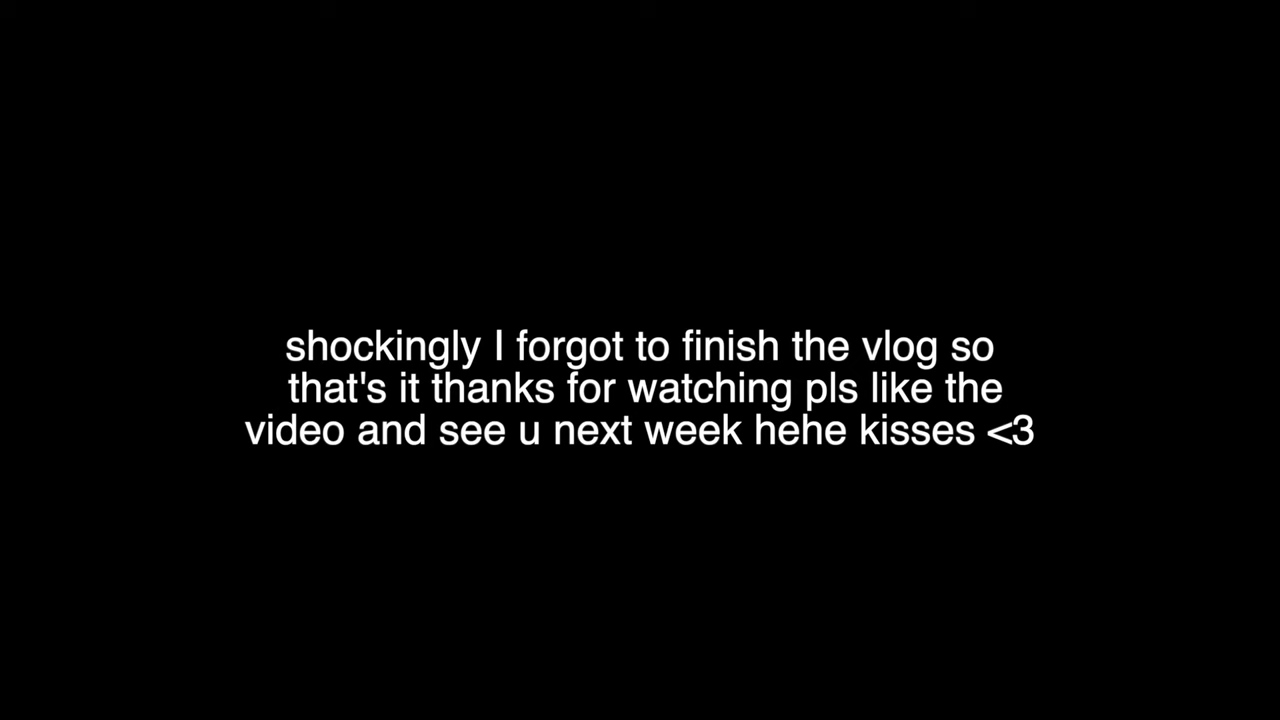 shockingly I forgot to finish the vlog so
that's it thanks for watching pls like the
video and see u next week hehe kisses <3